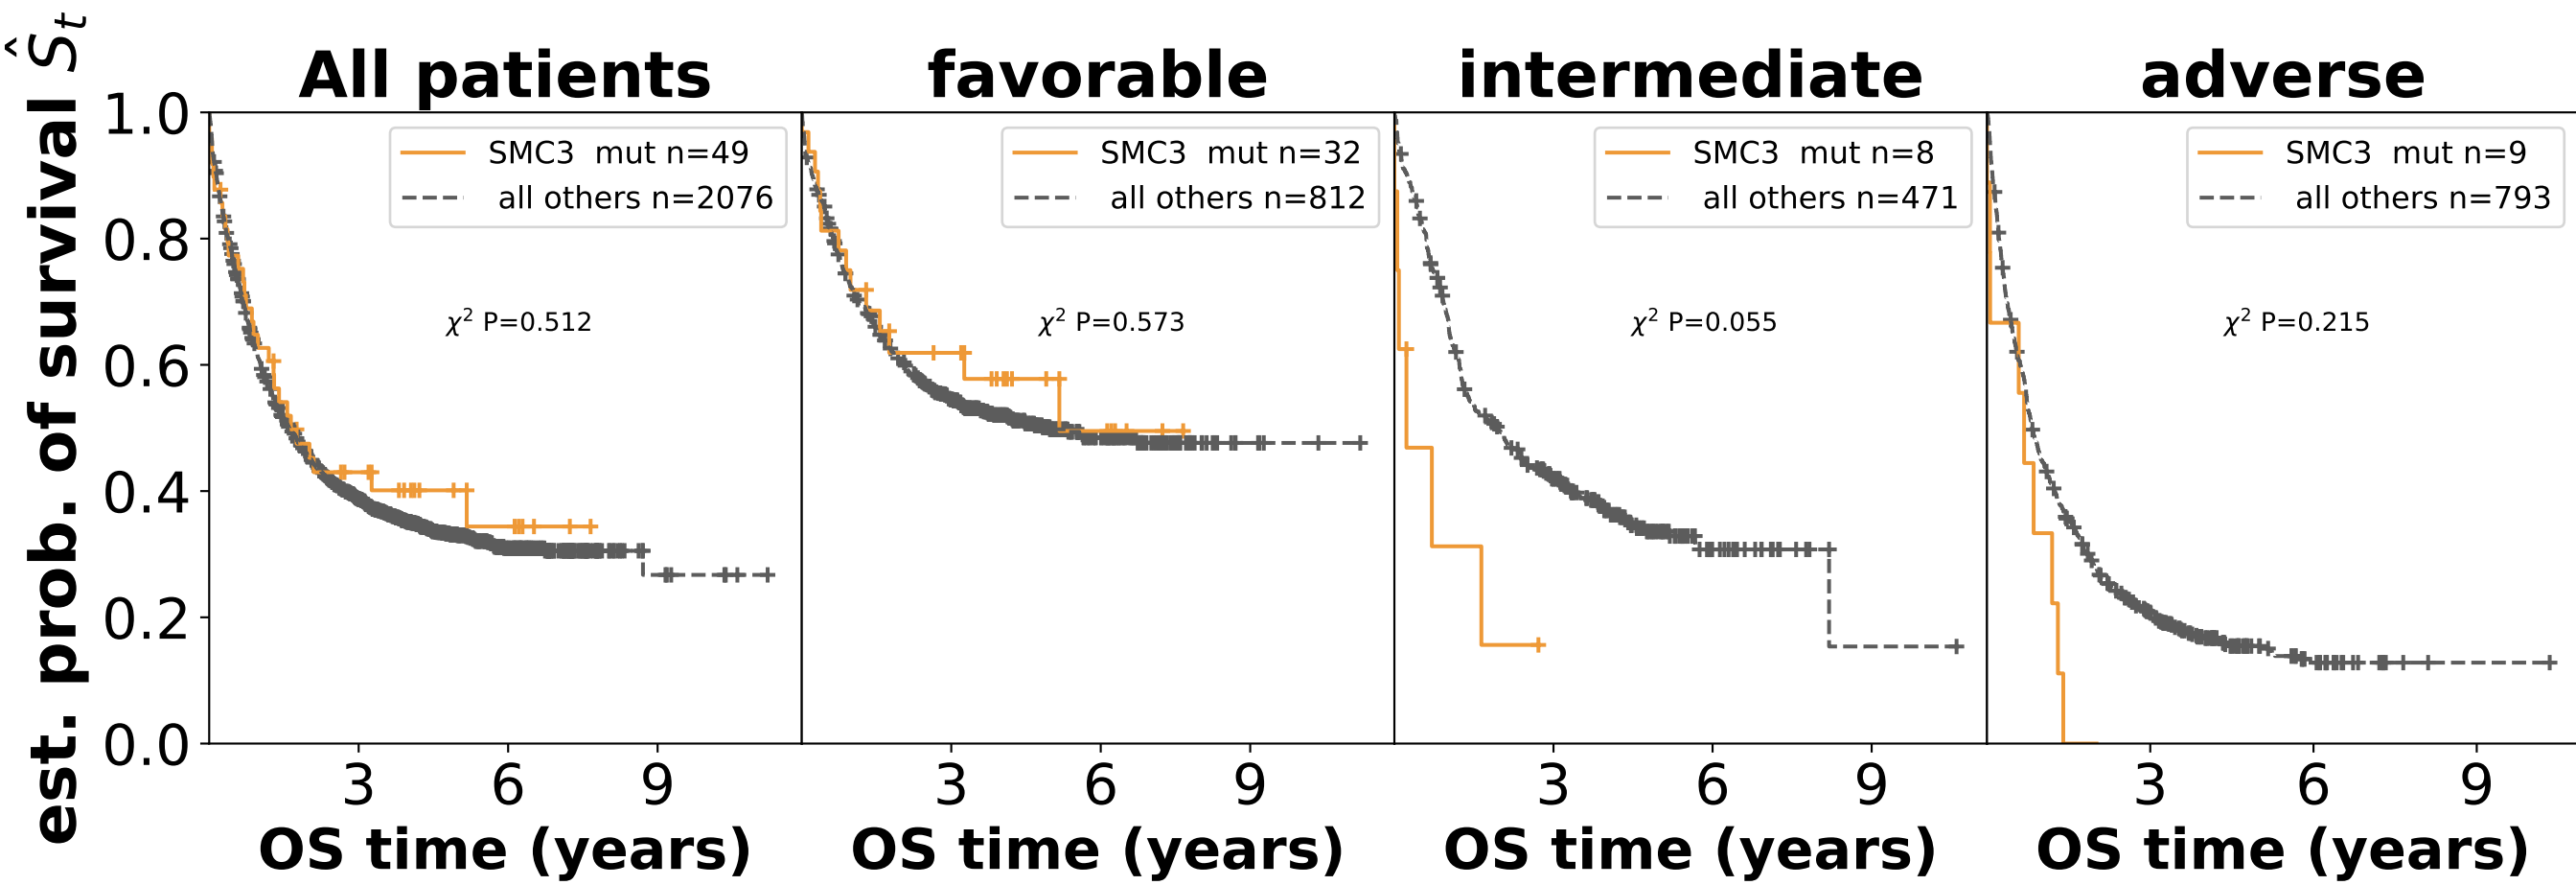 est. prob. of survival Ŝt
All patients
1.0
0.8
0.6
0.4
0.2
0.0
SMC3 mut n=49
all others n=2076
χ² P=0.512
3 6 9
OS time (years)
favorable
SMC3 mut n=32
all others n=812
χ² P=0.573
3 6 9
OS time (years)
intermediate
SMC3 mut n=8
all others n=471
χ² P=0.055
3 6 9
OS time (years)
adverse
SMC3 mut n=9
all others n=793
χ² P=0.215
3 6 9
OS time (years)